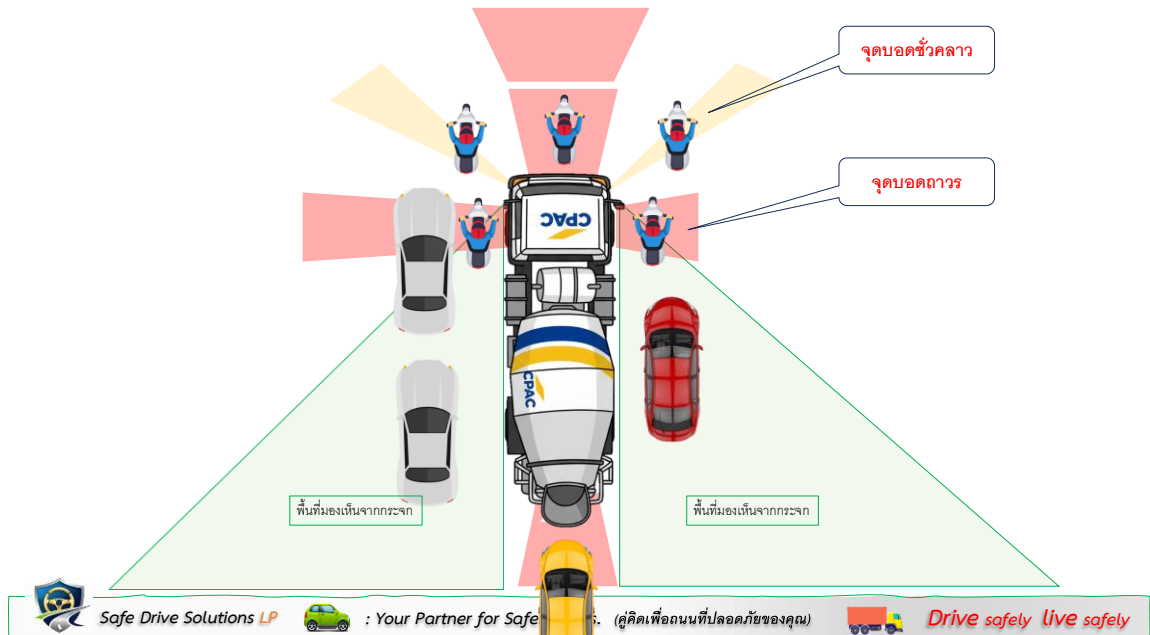 จุดบอดชั่วคลาว
จุดบอดถาวร
CPAC
CPAC
พื้นที่มองเห็นจากกระจก
พื้นที่มองเห็นจากกระจก
Safe Drive Solutions LP
: Your Partner for Safe s. (คู่คิดเพื่อถนนที่ปลอดภัยของคุณ)
Drive safely live safely